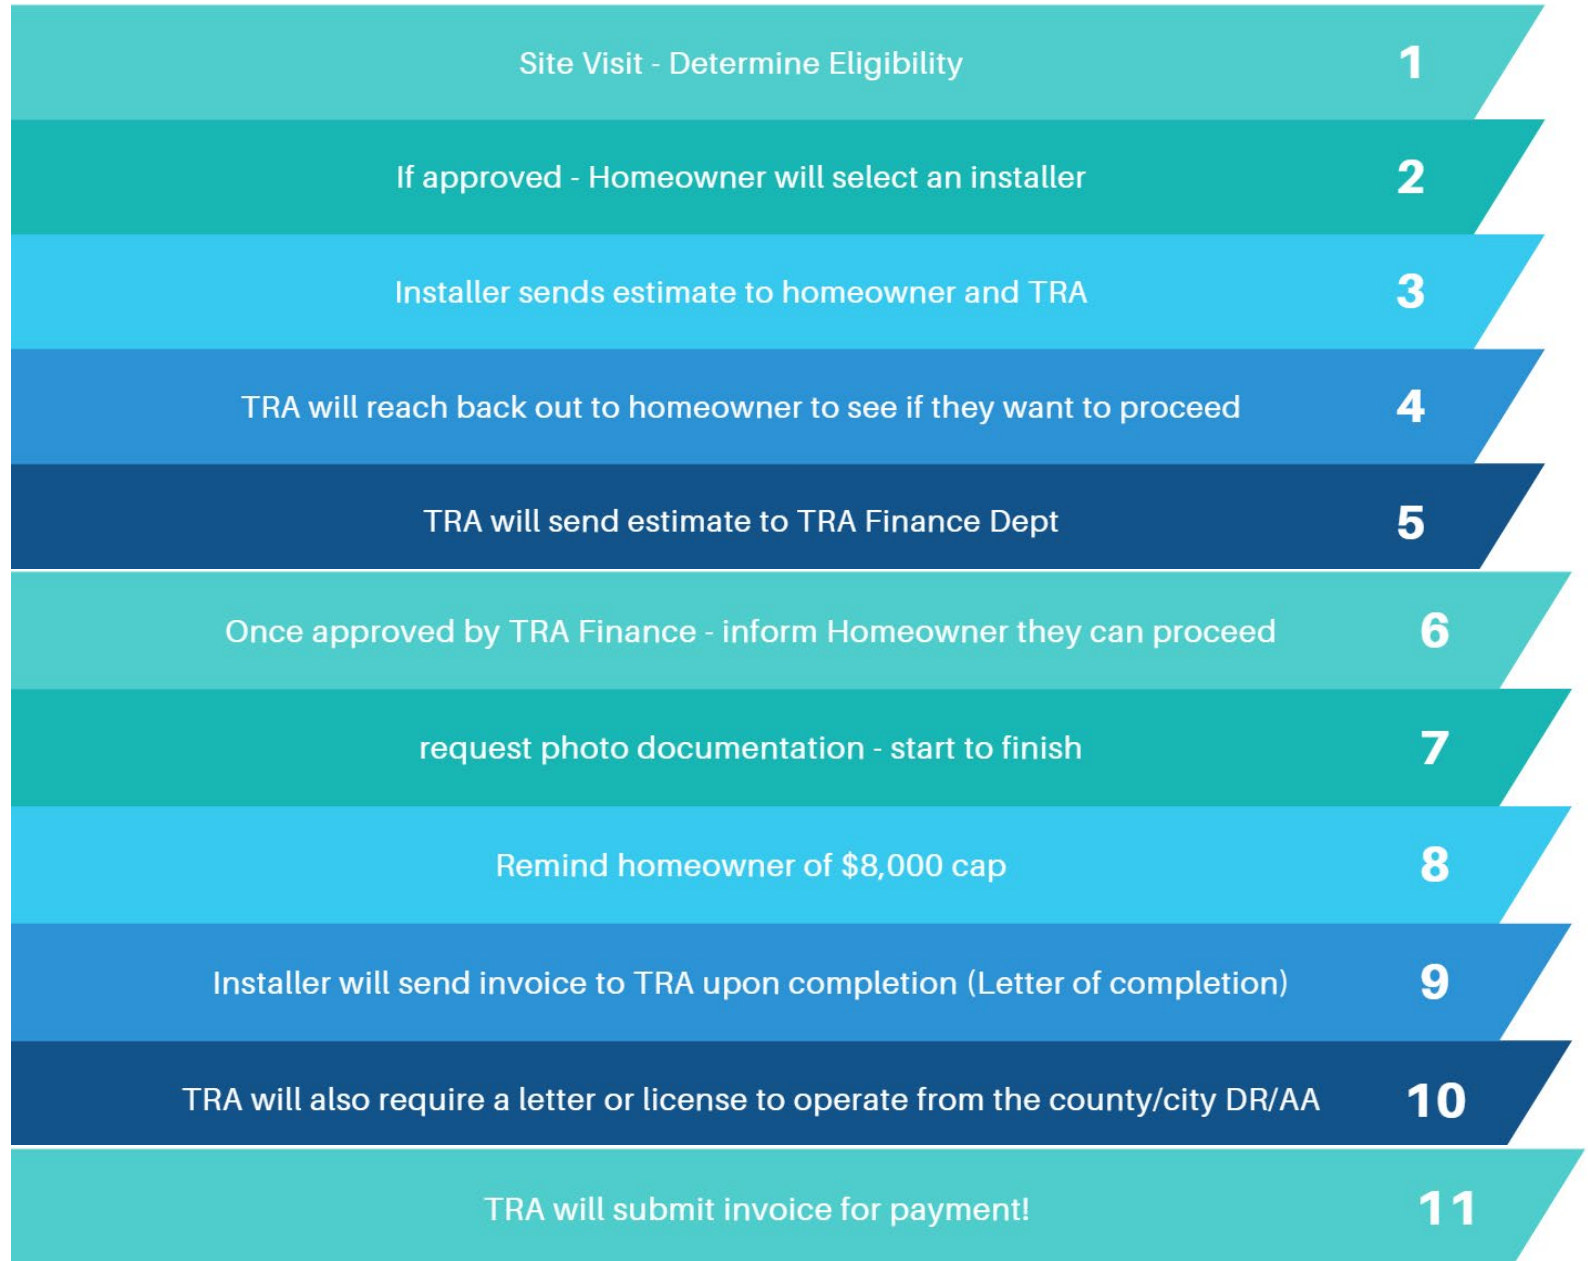 Site Visit - Determine Eligibility 1
If approved - Homeowner will select an installer 2
Installer sends estimate to homeowner and TRA 3
TRA will reach back out to homeowner to see if they want to proceed 4
TRA will send estimate to TRA Finance Dept 5
Once approved by TRA Finance - inform Homeowner they can proceed 6
request photo documentation - start to finish 7
Remind homeowner of $8,000 cap 8
Installer will send invoice to TRA upon completion (Letter of completion) 9
TRA will also require a letter or license to operate from the county/city DR/AA 10
TRA will submit invoice for payment! 11